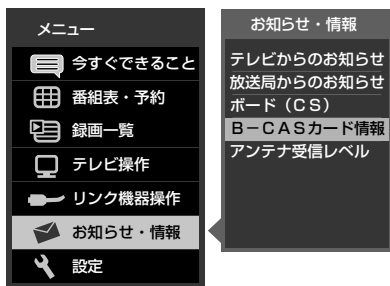 メニュー
今すぐできること
番組表・予約
録画一覧
テレビ操作
リンク機器操作
お知らせ・情報
設定
お知らせ・情報
テレビからのお知らせ
放送局からのお知らせ
ボード（ＣＳ）
Ｂ－ＣＡＳカード情報
アンテナ受信レベル